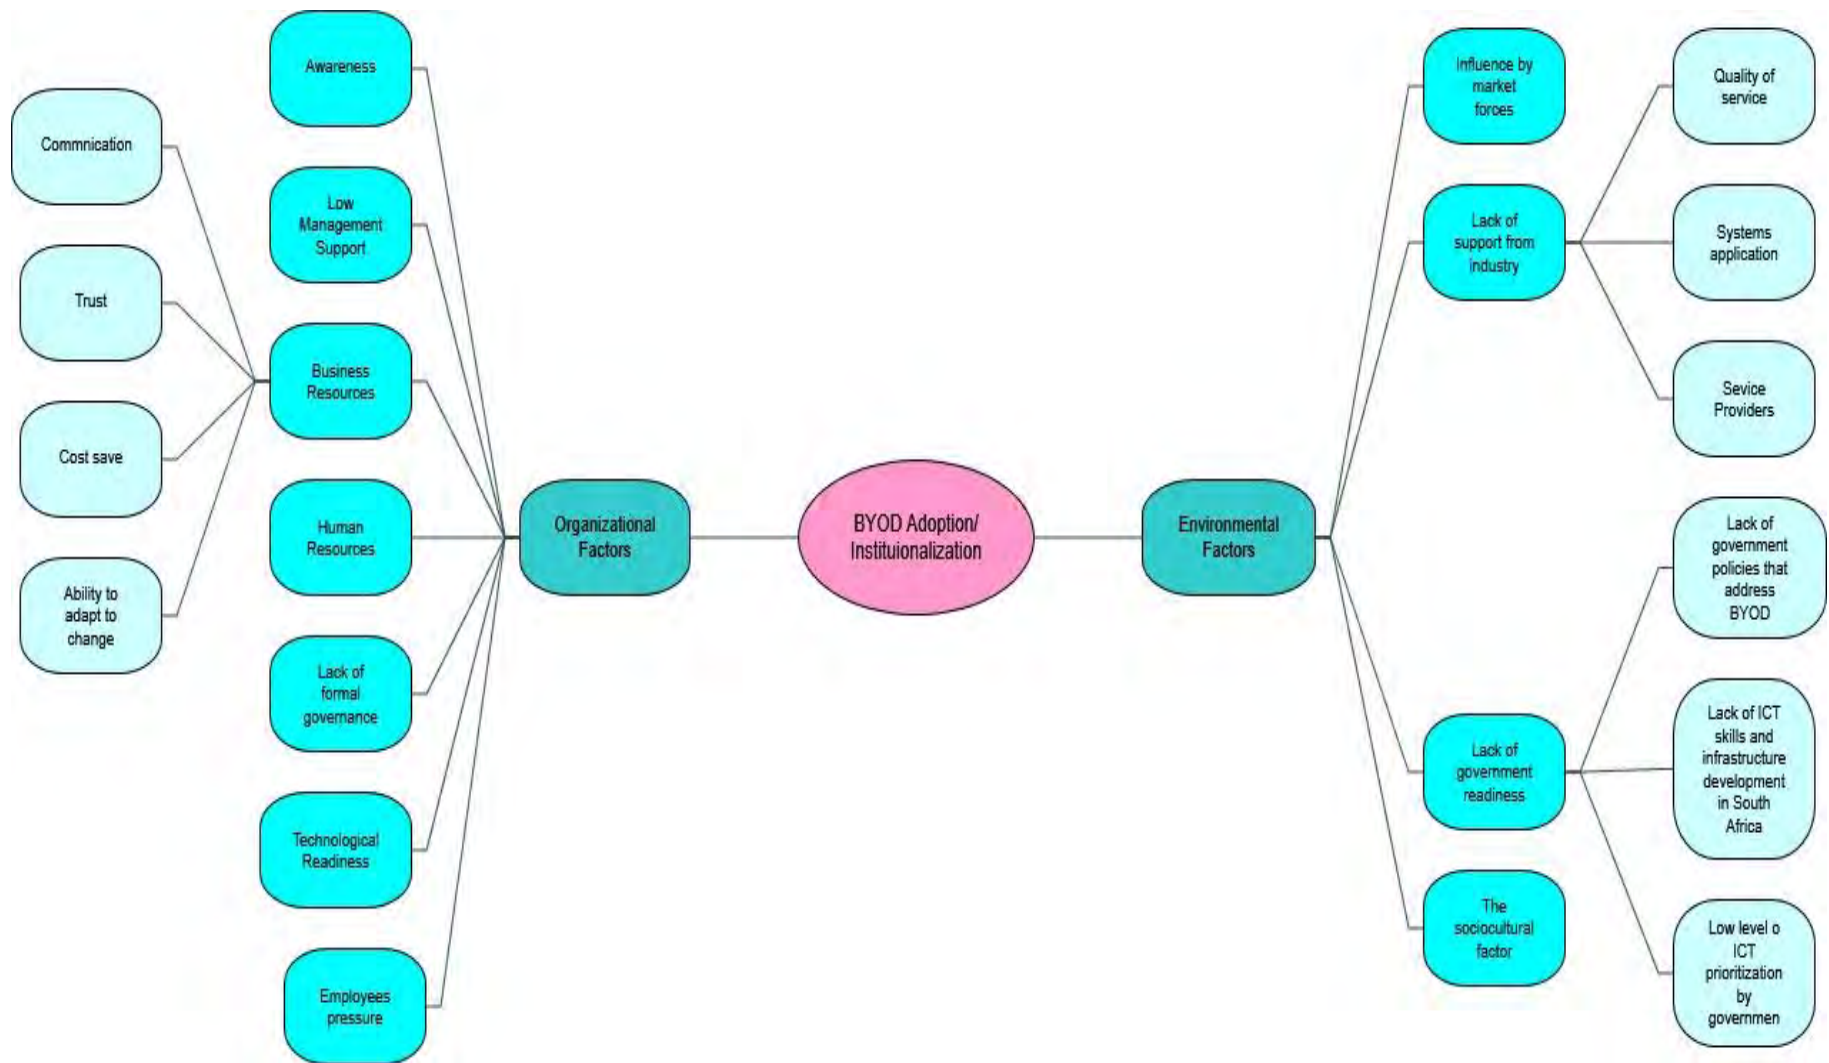 Awareness
Commnication
Low
Management
Support
Trust
Business
Resources
Cost save
Human
Resources
Ability to
adapt to
change
Lack of
formal
governance
Technological
Readiness
Employees
pressure
Organizational
Factors
BYOD Adoption/
Instituionalization
Environmental
Factors
Influence by
market
forces
Lack of
support from
industry
Lack of
government
readiness
The
sociocultural
factor
Quality of
service
Systems
application
Sevice
Providers
Lack of
government
policies that
address
BYOD
Lack of ICT
skills and
infrastructure
development
in South
Africa
Low level o
ICT
prioritization
by
governmen